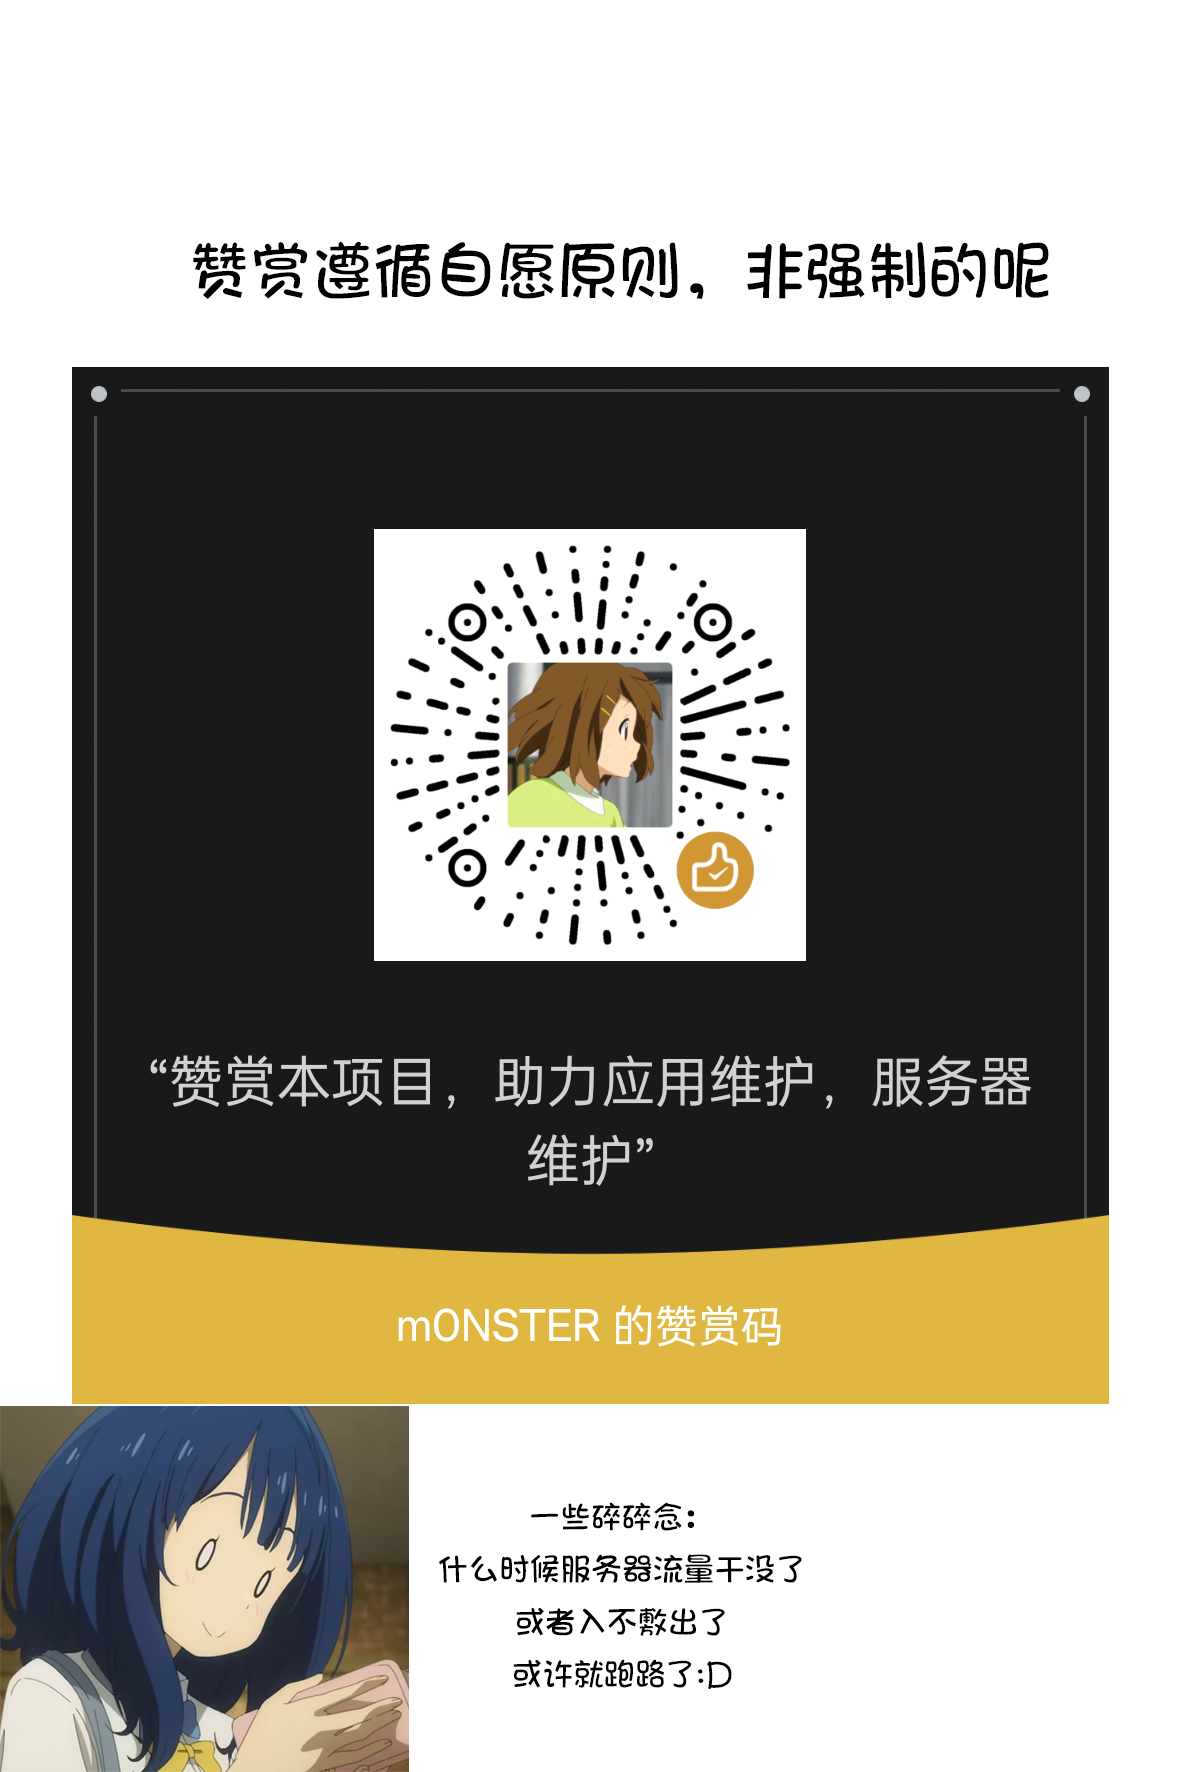 赞赏遵循自愿原则，非强制的呢
“赞赏本项目，助力应用维护，服务器
维护”
m0NSTER 的赞赏码
一些碎碎念：
什么时候服务器流量干没了
或者入不敷出了
或许就跑路了:D